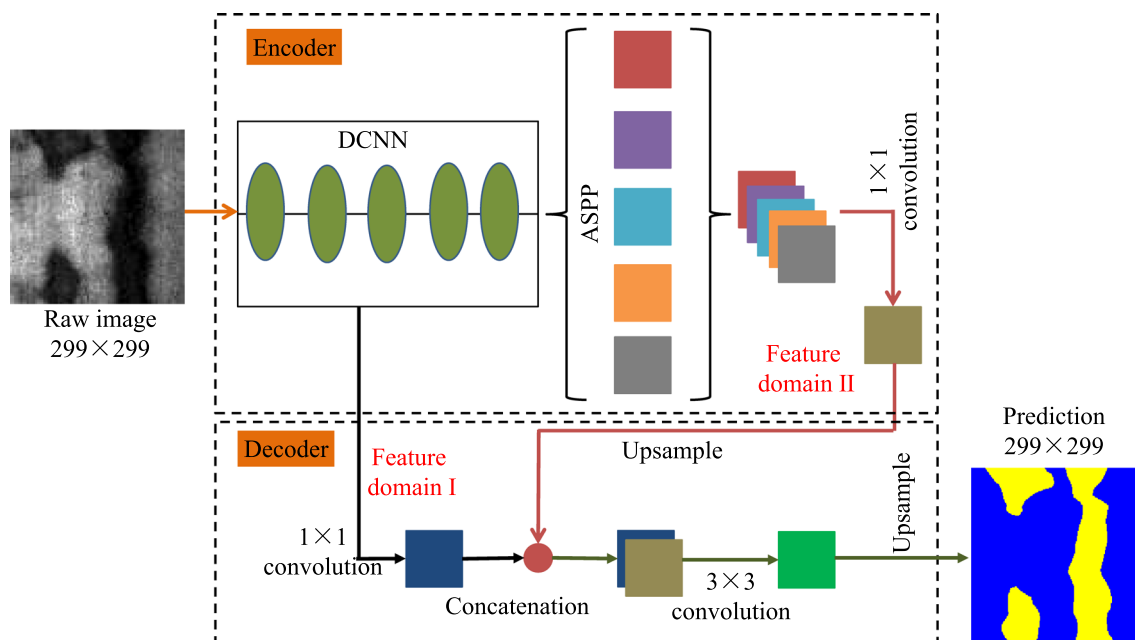 Encoder
DCNN
ASPP
1×1
convolution
Raw image
299×299
Feature
domain II
Decoder
Feature
domain I
Upsample
Upsample
Prediction
299×299
1×1
convolution
Concatenation
3×3
convolution